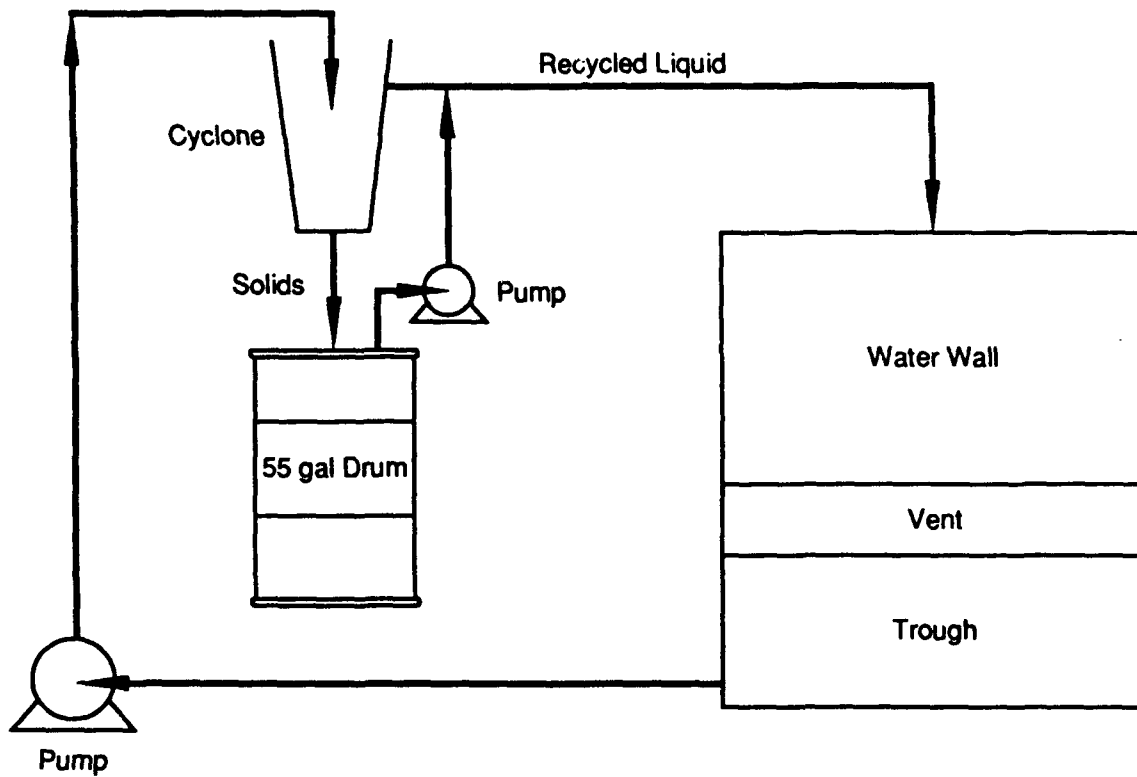 Recycled Liquid
Cyclone
Solids
Pump
Water Wall
55 gal Drum
Vent
Trough
Pump